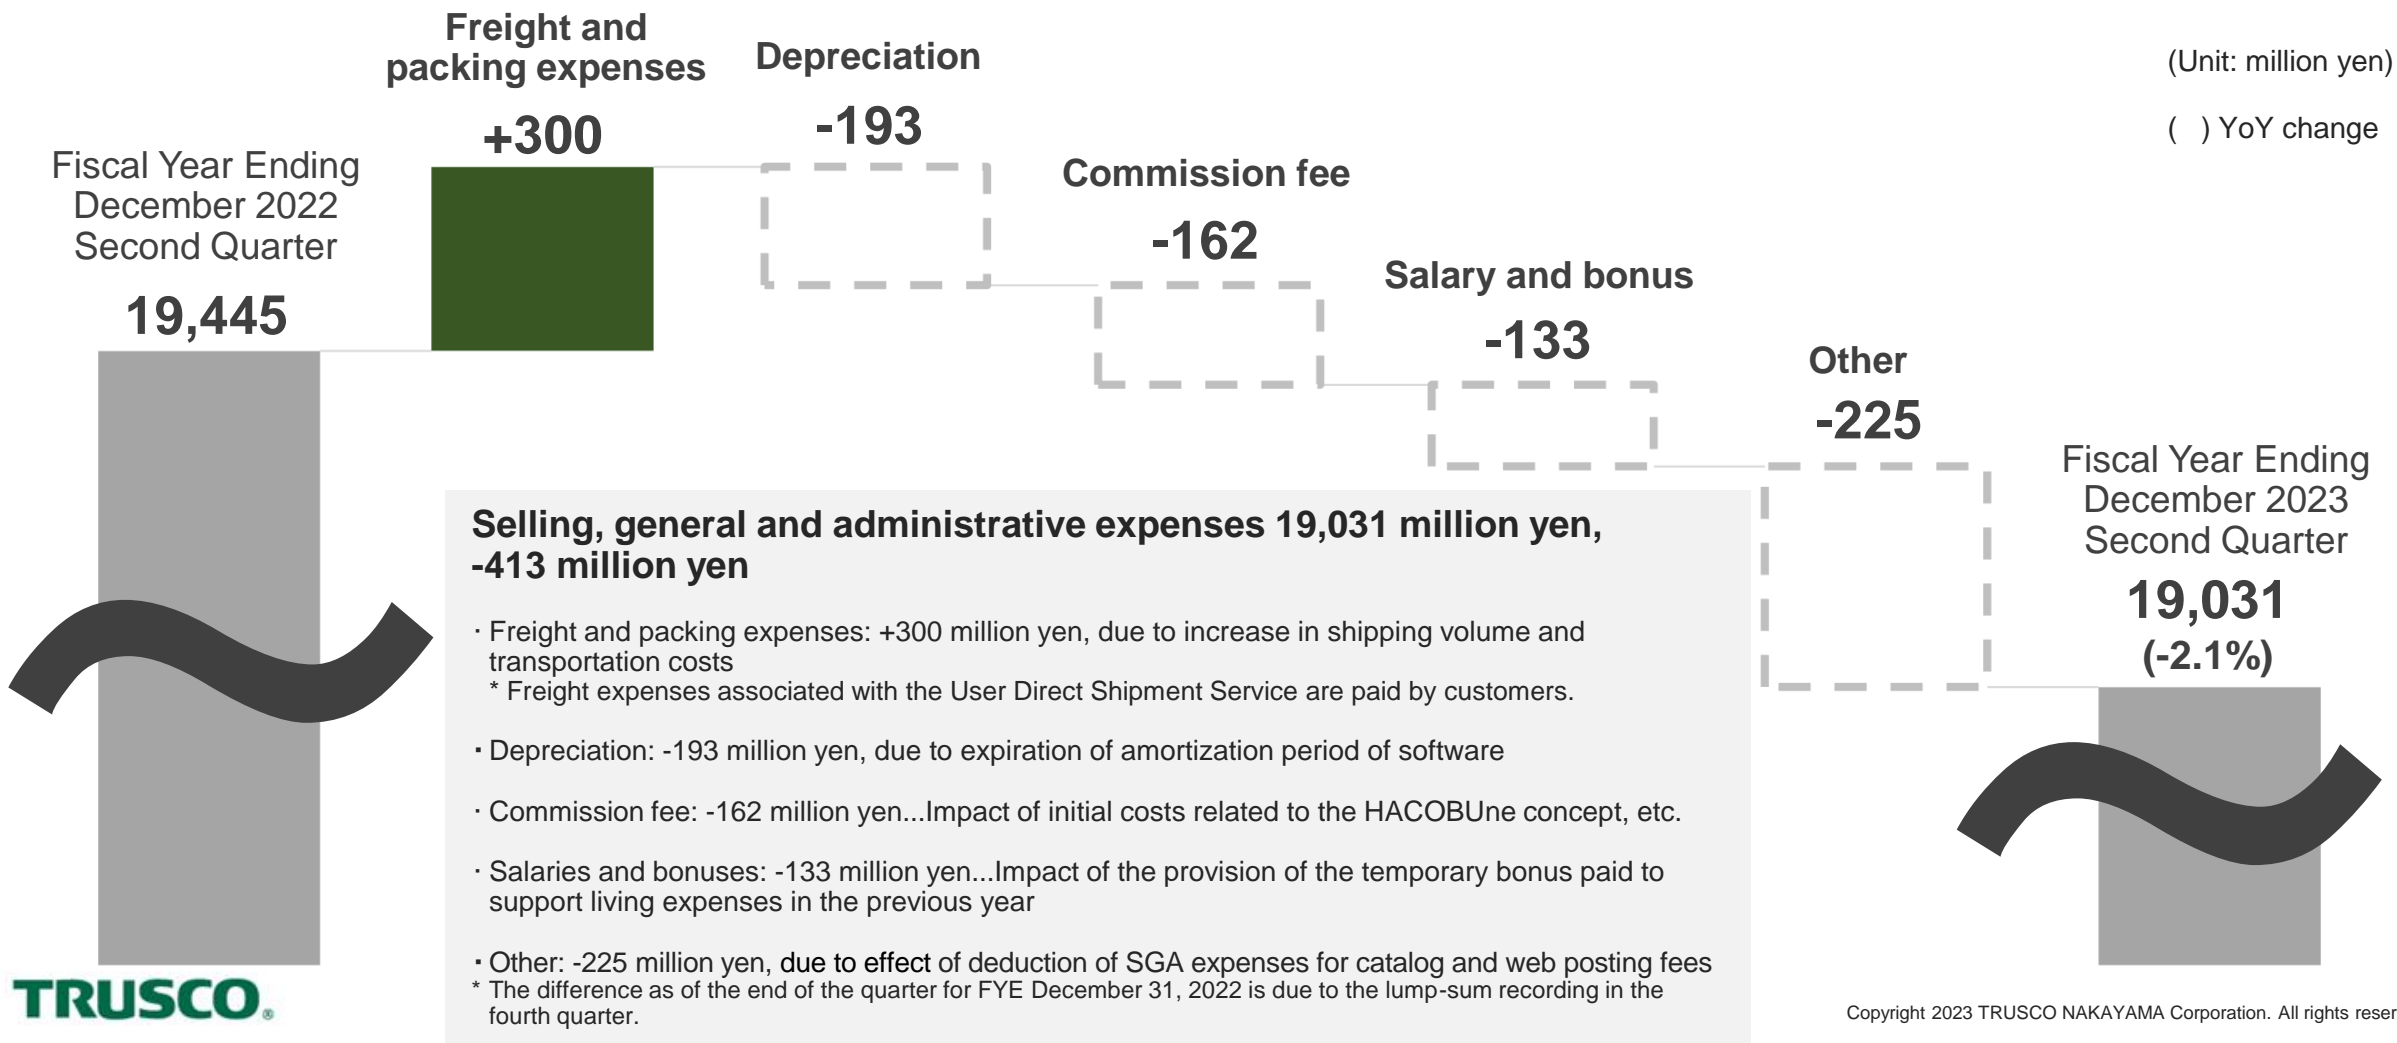 Freight and
packing expenses
+300
Depreciation
-193
(Unit: million yen)
(   ) YoY change
Fiscal Year Ending
December 2022
Second Quarter
19,445
Commission fee
-162
Salary and bonus
-133
Other
-225
Fiscal Year Ending
December 2023
Second Quarter
19,031
(-2.1%)
Selling, general and administrative expenses 19,031 million yen,
-413 million yen
· Freight and packing expenses: +300 million yen, due to increase in shipping volume and
transportation costs
* Freight expenses associated with the User Direct Shipment Service are paid by customers.
· Depreciation: -193 million yen, due to expiration of amortization period of software
· Commission fee: -162 million yen...Impact of initial costs related to the HACOBUne concept, etc.
· Salaries and bonuses: -133 million yen...Impact of the provision of the temporary bonus paid to
support living expenses in the previous year
· Other: -225 million yen, due to effect of deduction of SGA expenses for catalog and web posting fees
* The difference as of the end of the quarter for FYE December 31, 2022 is due to the lump-sum recording in the
fourth quarter.
TRUSCO®
Copyright 2023 TRUSCO NAKAYAMA Corporation. All rights reser